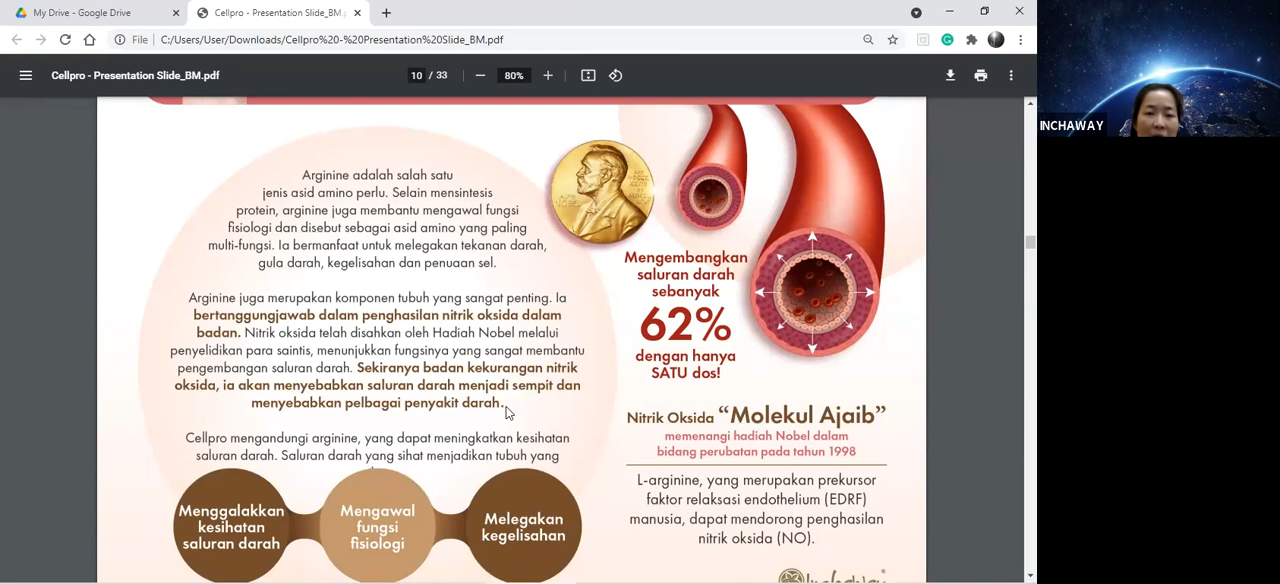 My Drive - Google Drive
Cellpro - Presentation Slide_BM.
File
C:/Users/User/Downloads/Cellpro%20-%20Presentation%20Slide_BM.pdf
Cellpro - Presentation Slide_BM.pdf
10 / 33
80%
INCHAWAY
Arginine adalah salah satu
jenis asid amino perlu. Selain mensintesis
protein, arginine juga membantu mengawal fungsi
fisiologi dan disebut sebagai asid amino yang paling
multi-fungsi. Ia bermanfaat untuk melegakan tekanan darah,
gula darah, kegelisahan dan penuaan sel.
Arginine juga merupakan komponen tubuh yang sangat penting. Ia
bertanggungjawab dalam penghasilan nitrik oksida dalam
badan. Nitrik oksida telah disahkan oleh Hadiah Nobel melalui
penyelidikan para saintis, menunjukkan fungsinya yang sangat membantu
pengembangan saluran darah. Sekiranya badan kekurangan nitrik
oksida, ia akan menyebabkan saluran darah menjadi sempit dan
menyebabkan pelbagai penyakit darah.
Cellpro mengandungi arginine, yang dapat meningkatkan kesihatan
saluran darah. Saluran darah yang sihat menjadikan tubuh yang
Menggalakkan
kesihatan
saluran darah
Mengawal
fungsi
fisiologi
Melegakan
kegelisahan
Mengembangkan
saluran darah
sebanyak
62%
dengan hanya
SATU dos!
Nitrik Oksida “Molekul Ajaib”
memenangi hadiah Nobel dalam
bidang perubatan pada tahun 1998
L-arginine, yang merupakan prekursor
faktor relaksasi endothelium (EDRF)
manusia, dapat mendorong penghasilan
nitrik oksida (NO).
Inchaway